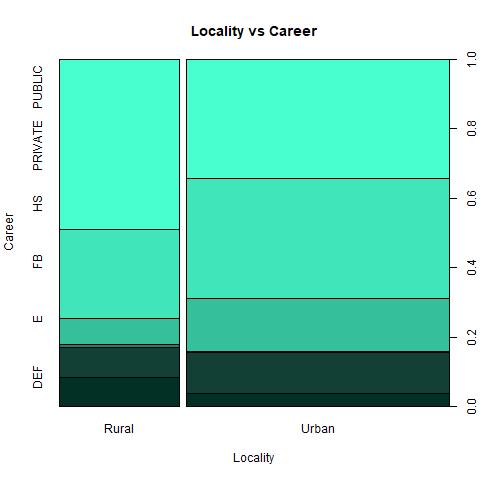 Locality vs Career
PUBLIC
PRIVATE
HS
FB
E
DEF
Career
1.0
0.8
0.6
0.4
0.2
0.0
Rural
Urban
Locality